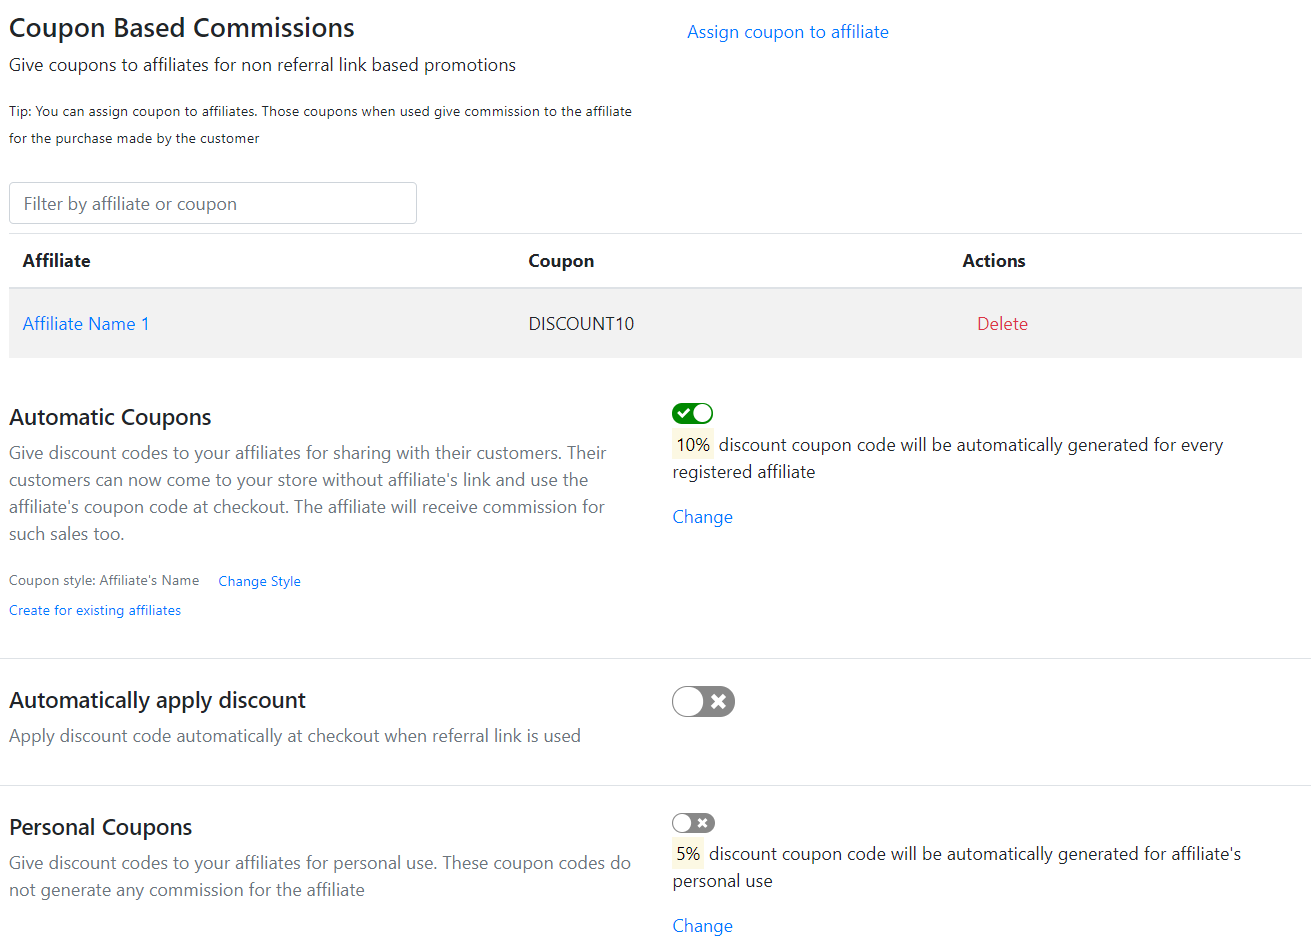 Coupon Based Commissions
Assign coupon to affiliate
Give coupons to affiliates for non referral link based promotions
Tip: You can assign coupon to affiliates. Those coupons when used give commission to the affiliate
for the purchase made by the customer
Filter by affiliate or coupon
Affiliate Coupon Actions
Affiliate Name 1 DISCOUNT10 Delete
Automatic Coupons
Give discount codes to your affiliates for sharing with their customers. Their
customers can now come to your store without affiliate's link and use the
affiliate's coupon code at checkout. The affiliate will receive commission for
such sales too.
Coupon style: Affiliate's Name Change Style
Create for existing affiliates
10% discount coupon code will be automatically generated for every
registered affiliate
Change
Automatically apply discount
Apply discount code automatically at checkout when referral link is used
Personal Coupons
Give discount codes to your affiliates for personal use. These coupon codes do
not generate any commission for the affiliate
5% discount coupon code will be automatically generated for affiliate's
personal use
Change